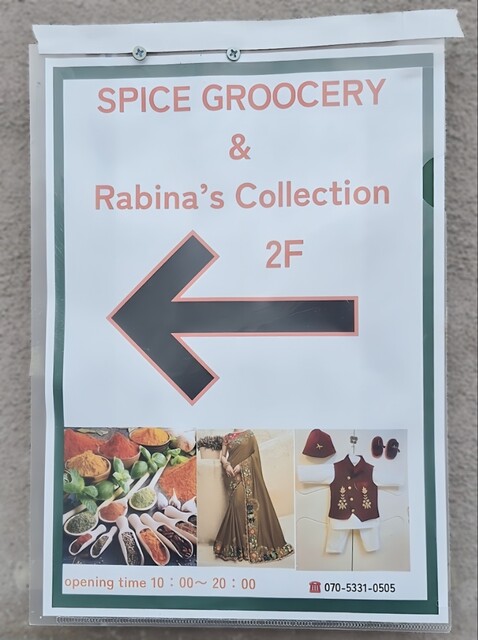 SPICE GROOCERY
&
Rabina's Collection
2F
opening time 10：00～ 20：00
☎ 070-5331-0505